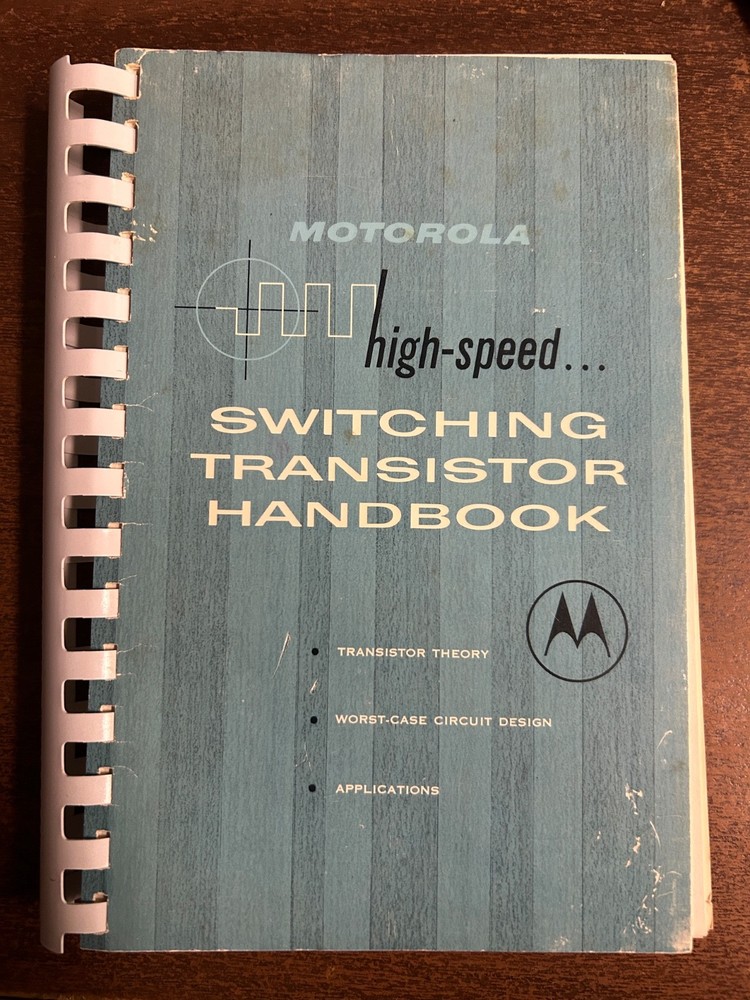 MOTOROLA
high-speed...
SWITCHING
TRANSISTOR
HANDBOOK
• TRANSISTOR THEORY
• WORST-CASE CIRCUIT DESIGN
• APPLICATIONS